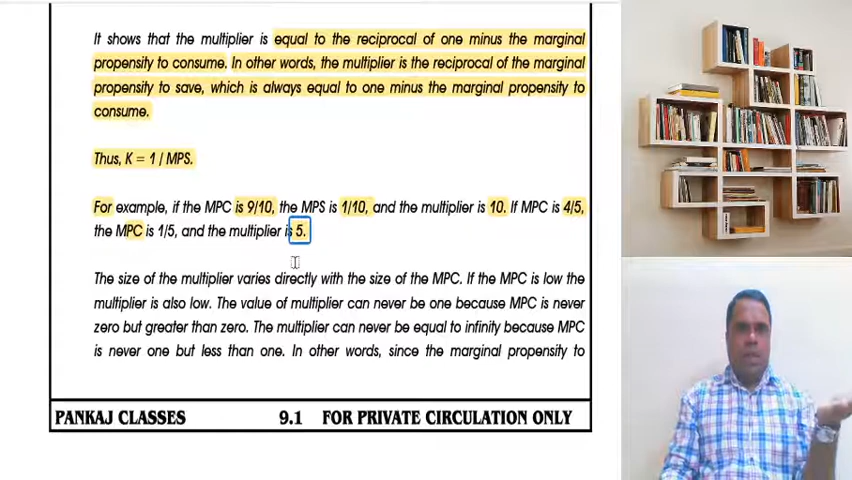 It shows that the multiplier is equal to the reciprocal of one minus the marginal
propensity to consume. In other words, the multiplier is the reciprocal of the marginal
propensity to save, which is always equal to one minus the marginal propensity to
consume.
Thus, K = 1 / MPS.
For example, if the MPC is 9/10, the MPS is 1/10, and the multiplier is 10. If MPC is 4/5,
the MPC is 1/5, and the multiplier is 5.
The size of the multiplier varies directly with the size of the MPC. If the MPC is low the
multiplier is also low. The value of multiplier can never be one because MPC is never
zero but greater than zero. The multiplier can never be equal to infinity because MPC
is never one but less than one. In other words, since the marginal propensity to
PANKAJ CLASSES 9.1 FOR PRIVATE CIRCULATION ONLY